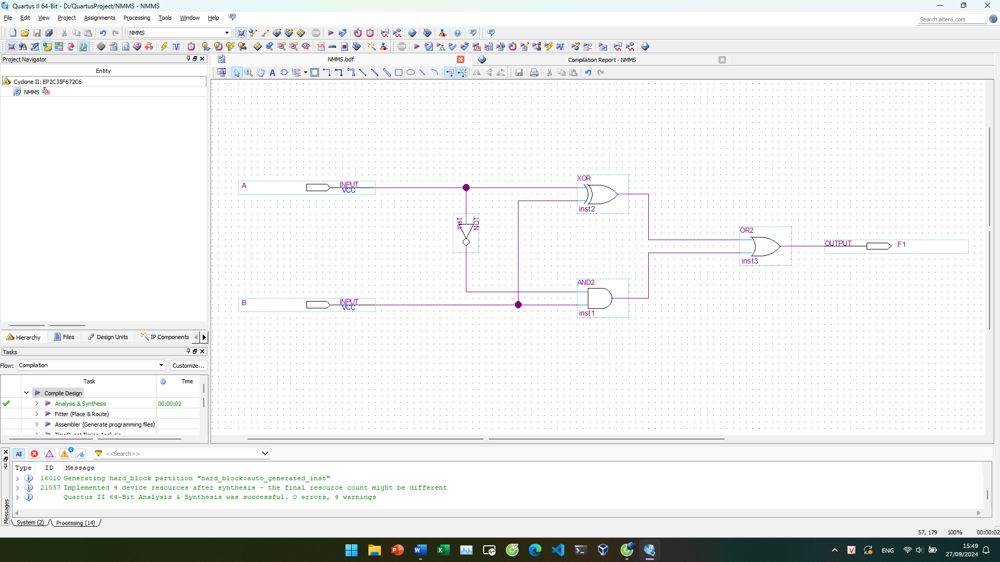 Quartus II 64-Bit - D:/QuartusProject/NMMS - NMMS
File Edit View Project Assignments Processing Tools Window Help
Search altera.com
NMMS
Project Navigator
Entity
Cyclone II: EP2C35F672C6
NMMS
Hierarchy Files Design Units IP Components
Tasks
Flow: Compilation Customize...
Task Time
Compile Design
Analysis & Synthesis 00:00:02
Fitter (Place & Route)
Assembler (Generate programming files)
TimeQuest Timing Analysis
NMMS.bdf
Compilation Report - NMMS
A INPUT
VCC
B INPUT
VCC
inst NOT
XOR
inst2
AND2
inst1
OR2
inst3
OUTPUT F1
All 4 <<Search>>
Type ID Message
16010 Generating hard_block partition "hard_block:auto_generated_inst"
21057 Implemented 4 device resources after synthesis - the final resource count might be different
Quartus II 64-Bit Analysis & Synthesis was successful. 0 errors, 4 warnings
Messages
System (2) Processing (14)
57, 179 100% 00:00:02
ENG
15:49
27/09/2024